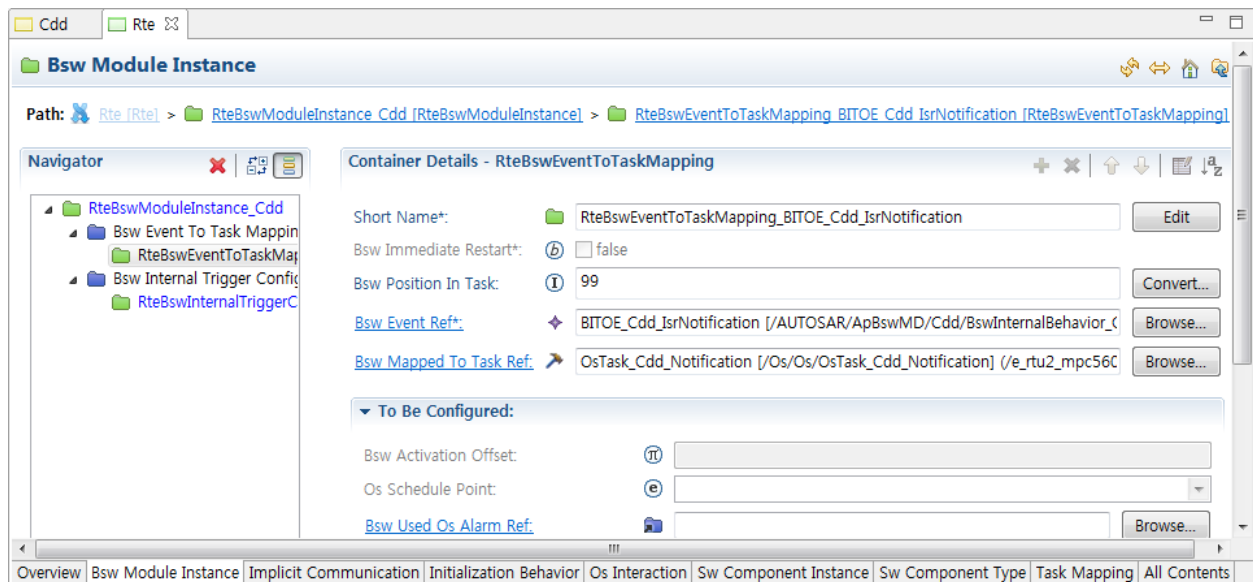 Cdd Rte
Bsw Module Instance
Path: Rte [Rte] > RteBswModuleInstance_Cdd [RteBswModuleInstance] > RteBswEventToTaskMapping_BITOE_Cdd_IsrNotification [RteBswEventToTaskMapping]
Navigator
RteBswModuleInstance_Cdd
Bsw Event To Task Mappin
RteBswEventToTaskMap
Bsw Internal Trigger Config
RteBswInternalTriggerC
Container Details - RteBswEventToTaskMapping
Short Name*: RteBswEventToTaskMapping_BITOE_Cdd_IsrNotification Edit
Bsw Immediate Restart*: b false
Bsw Position In Task: I 99 Convert...
Bsw Event Ref*: BITOE_Cdd_IsrNotification [/AUTOSAR/ApBswMD/Cdd/BswInternalBehavior_C Browse...
Bsw Mapped To Task Ref: OsTask_Cdd_Notification [/Os/Os/OsTask_Cdd_Notification] (/e_rtu2_mpc560 Browse...
To Be Configured:
Bsw Activation Offset: π
Os Schedule Point: e
Bsw Used Os Alarm Ref: Browse...
Overview Bsw Module Instance Implicit Communication Initialization Behavior Os Interaction Sw Component Instance Sw Component Type Task Mapping All Contents